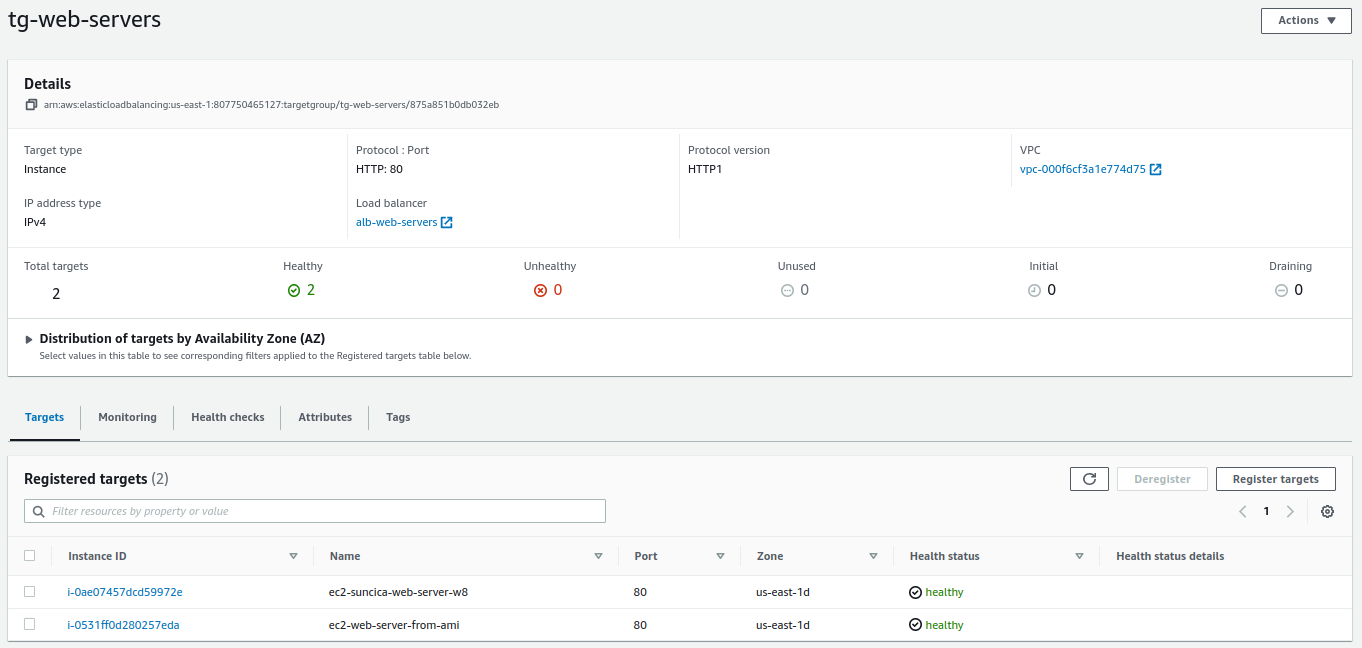 tg-web-servers
Actions
Details
arn:aws:elasticloadbalancing:us-east-1:807750465127:targetgroup/tg-web-servers/875a851b0db032eb
Target type
Instance
Protocol : Port
HTTP: 80
Protocol version
HTTP1
VPC
vpc-000f6cf3a1e774d75
IP address type
IPv4
Load balancer
alb-web-servers
Total targets
2
Healthy
2
Unhealthy
0
Unused
0
Initial
0
Draining
0
Distribution of targets by Availability Zone (AZ)
Select values in this table to see corresponding filters applied to the Registered targets table below.
Targets Monitoring Health checks Attributes Tags
Registered targets (2)
Deregister
Register targets
Filter resources by property or value
1
Instance ID Name Port Zone Health status Health status details
i-0ae07457dcd59972e ec2-suncica-web-server-w8 80 us-east-1d healthy
i-0531ff0d280257eda ec2-web-server-from-ami 80 us-east-1d healthy